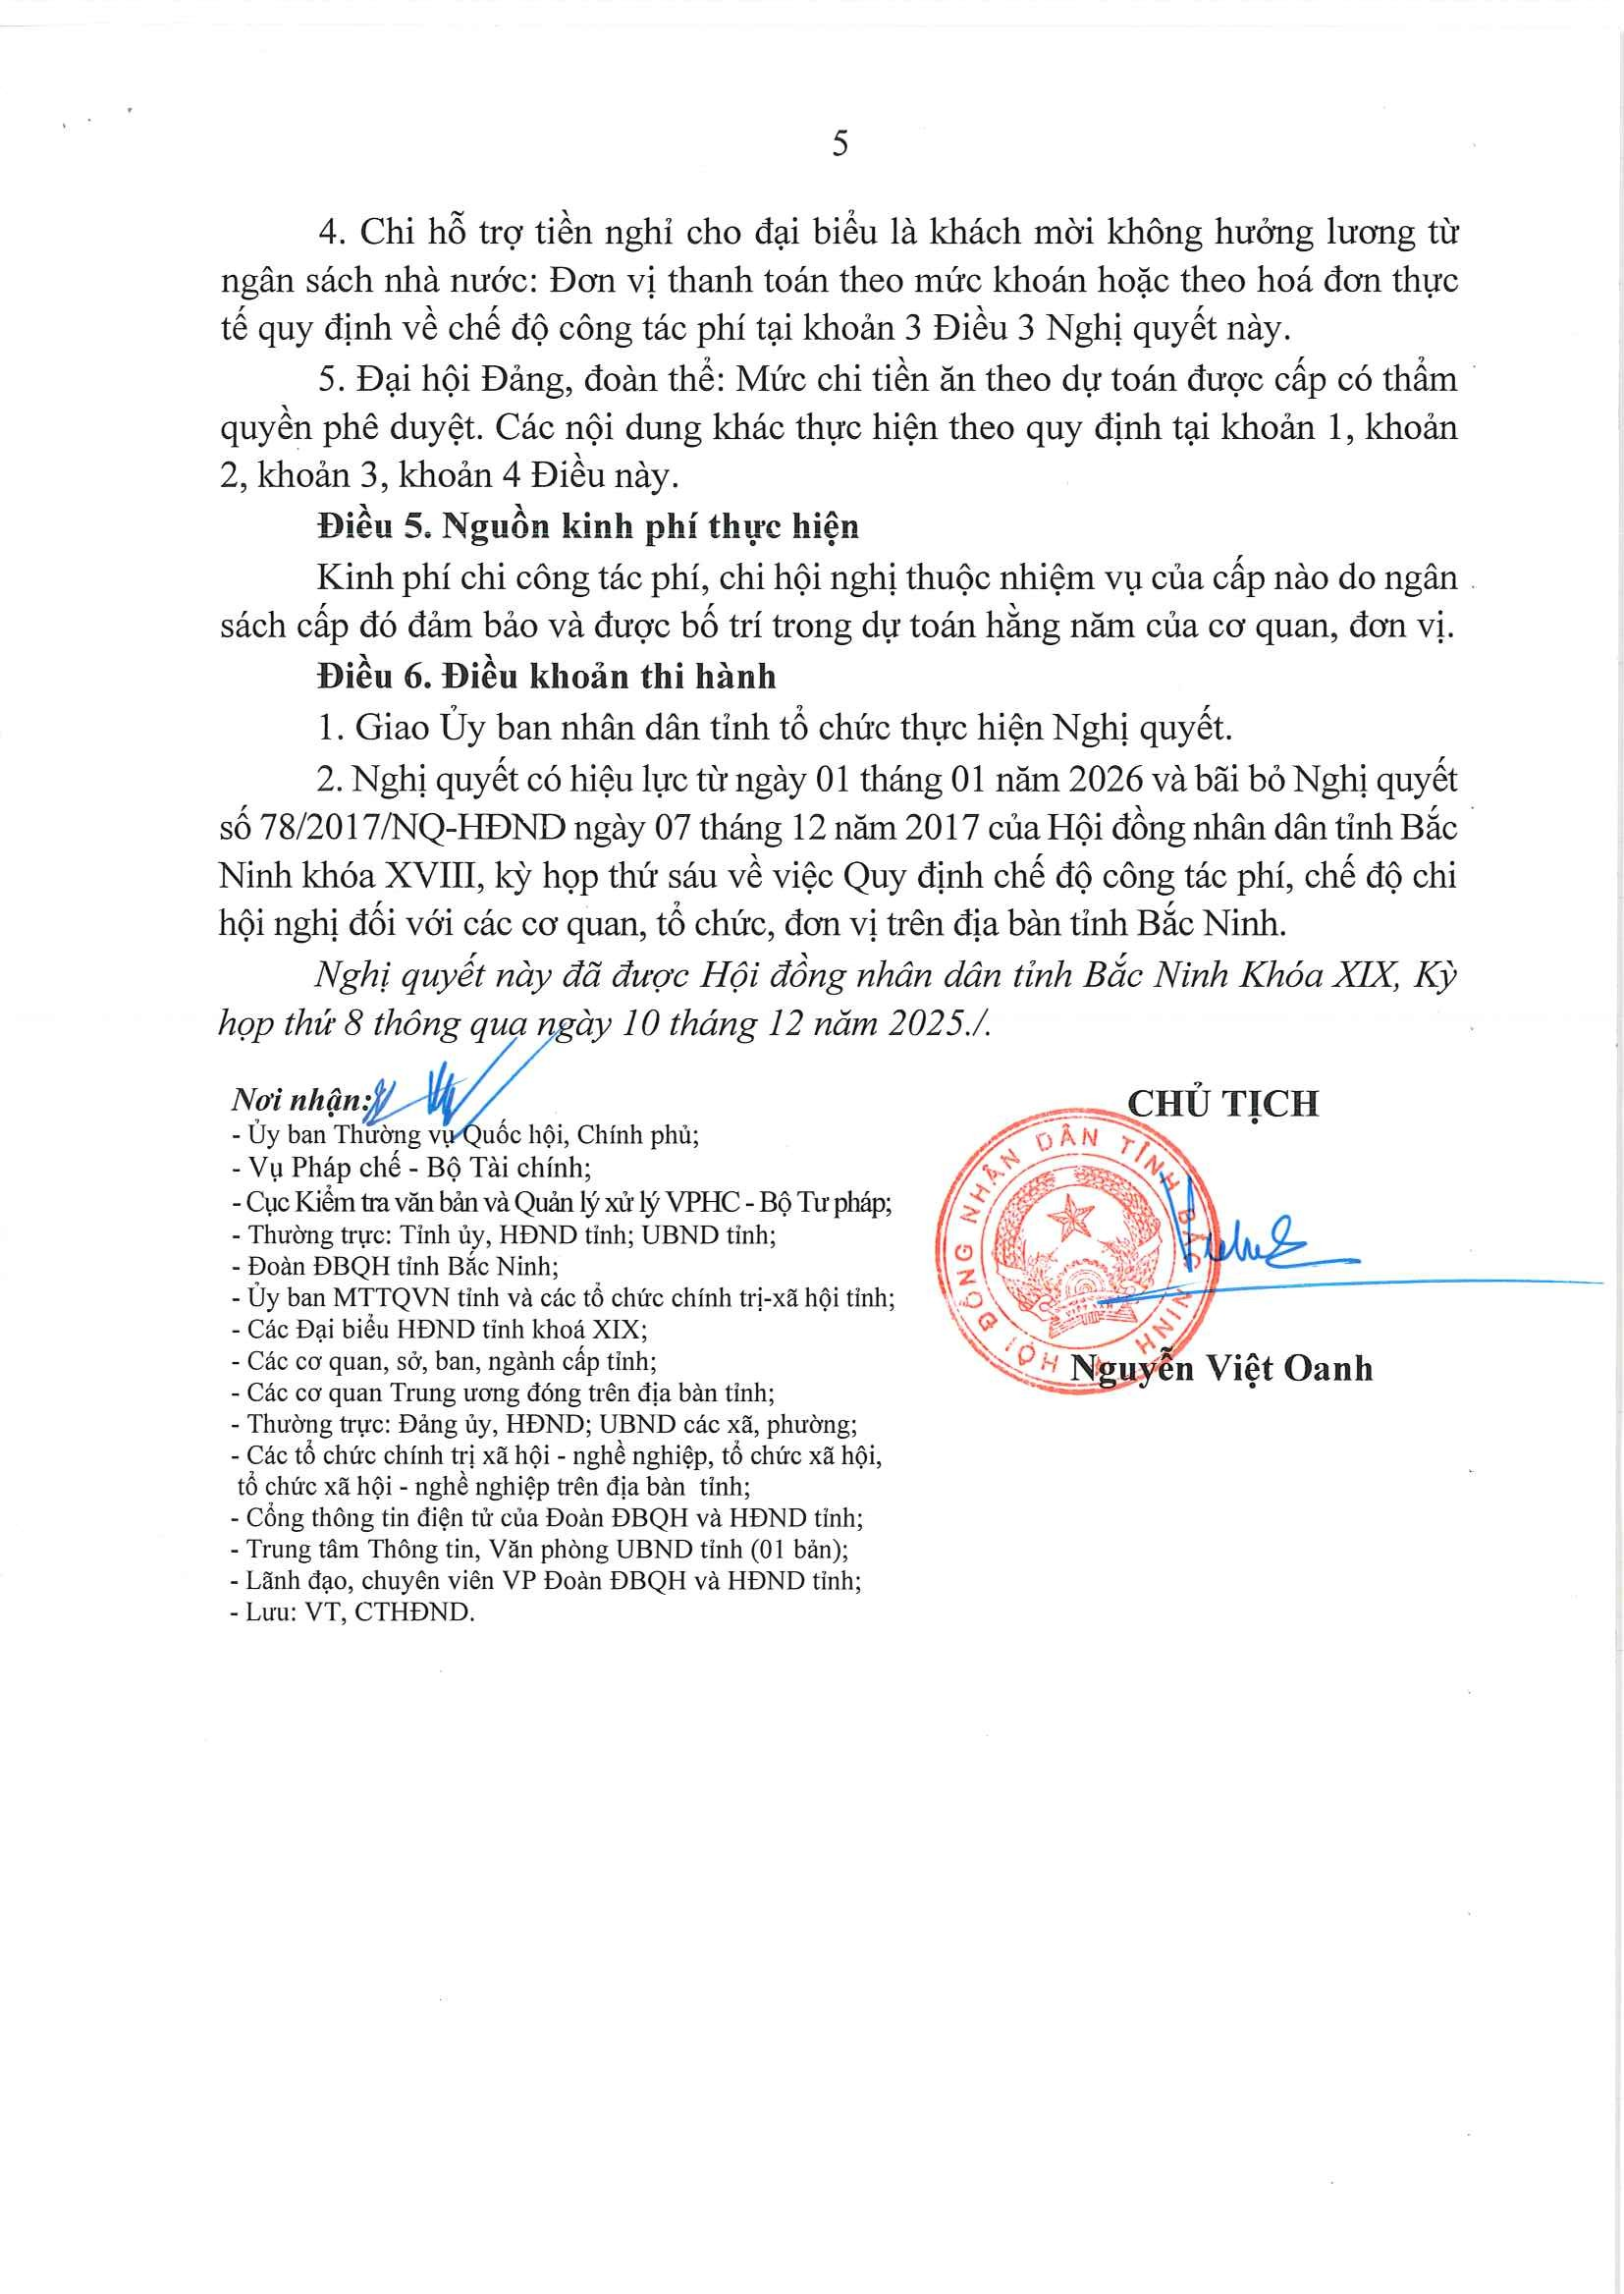 5
4. Chi hỗ trợ tiền nghỉ cho đại biểu là khách mời không hưởng lương từ
ngân sách nhà nước: Đơn vị thanh toán theo mức khoán hoặc theo hoá đơn thực
tế quy định về chế độ công tác phí tại khoản 3 Điều 3 Nghị quyết này.
5. Đại hội Đảng, đoàn thể: Mức chi tiền ăn theo dự toán được cấp có thẩm
quyền phê duyệt. Các nội dung khác thực hiện theo quy định tại khoản 1, khoản
2, khoản 3, khoản 4 Điều này.
Điều 5. Nguồn kinh phí thực hiện
Kinh phí chi công tác phí, chi hội nghị thuộc nhiệm vụ của cấp nào do ngân
sách cấp đó đảm bảo và được bố trí trong dự toán hằng năm của cơ quan, đơn vị.
Điều 6. Điều khoản thi hành
1. Giao Ủy ban nhân dân tỉnh tổ chức thực hiện Nghị quyết.
2. Nghị quyết có hiệu lực từ ngày 01 tháng 01 năm 2026 và bãi bỏ Nghị quyết
số 78/2017/NQ-HĐND ngày 07 tháng 12 năm 2017 của Hội đồng nhân dân tỉnh Bắc
Ninh khóa XVIII, kỳ họp thứ sáu về việc Quy định chế độ công tác phí, chế độ chi
hội nghị đối với các cơ quan, tổ chức, đơn vị trên địa bàn tỉnh Bắc Ninh.
Nghị quyết này đã được Hội đồng nhân dân tỉnh Bắc Ninh Khóa XIX, Kỳ
họp thứ 8 thông qua ngày 10 tháng 12 năm 2025./.
Nơi nhận:
- Ủy ban Thường vụ Quốc hội, Chính phủ;
- Vụ Pháp chế - Bộ Tài chính;
- Cục Kiểm tra văn bản và Quản lý xử lý VPHC - Bộ Tư pháp;
- Thường trực: Tỉnh ủy, HĐND tỉnh; UBND tỉnh;
- Đoàn ĐBQH tỉnh Bắc Ninh;
- Ủy ban MTTQVN tỉnh và các tổ chức chính trị-xã hội tỉnh;
- Các Đại biểu HĐND tỉnh khoá XIX;
- Các cơ quan, sở, ban, ngành cấp tỉnh;
- Các cơ quan Trung ương đóng trên địa bàn tỉnh;
- Thường trực: Đảng ủy, HĐND; UBND các xã, phường;
- Các tổ chức chính trị xã hội - nghề nghiệp, tổ chức xã hội,
tổ chức xã hội - nghề nghiệp trên địa bàn tỉnh;
- Cổng thông tin điện tử của Đoàn ĐBQH và HĐND tỉnh;
- Trung tâm Thông tin, Văn phòng UBND tỉnh (01 bản);
- Lãnh đạo, chuyên viên VP Đoàn ĐBQH và HĐND tỉnh;
- Lưu: VT, CTHĐND.
CHỦ TỊCH
HỘI ĐỒNG NHÂN DÂN TỈNH BẮC NINH
Nguyễn Việt Oanh